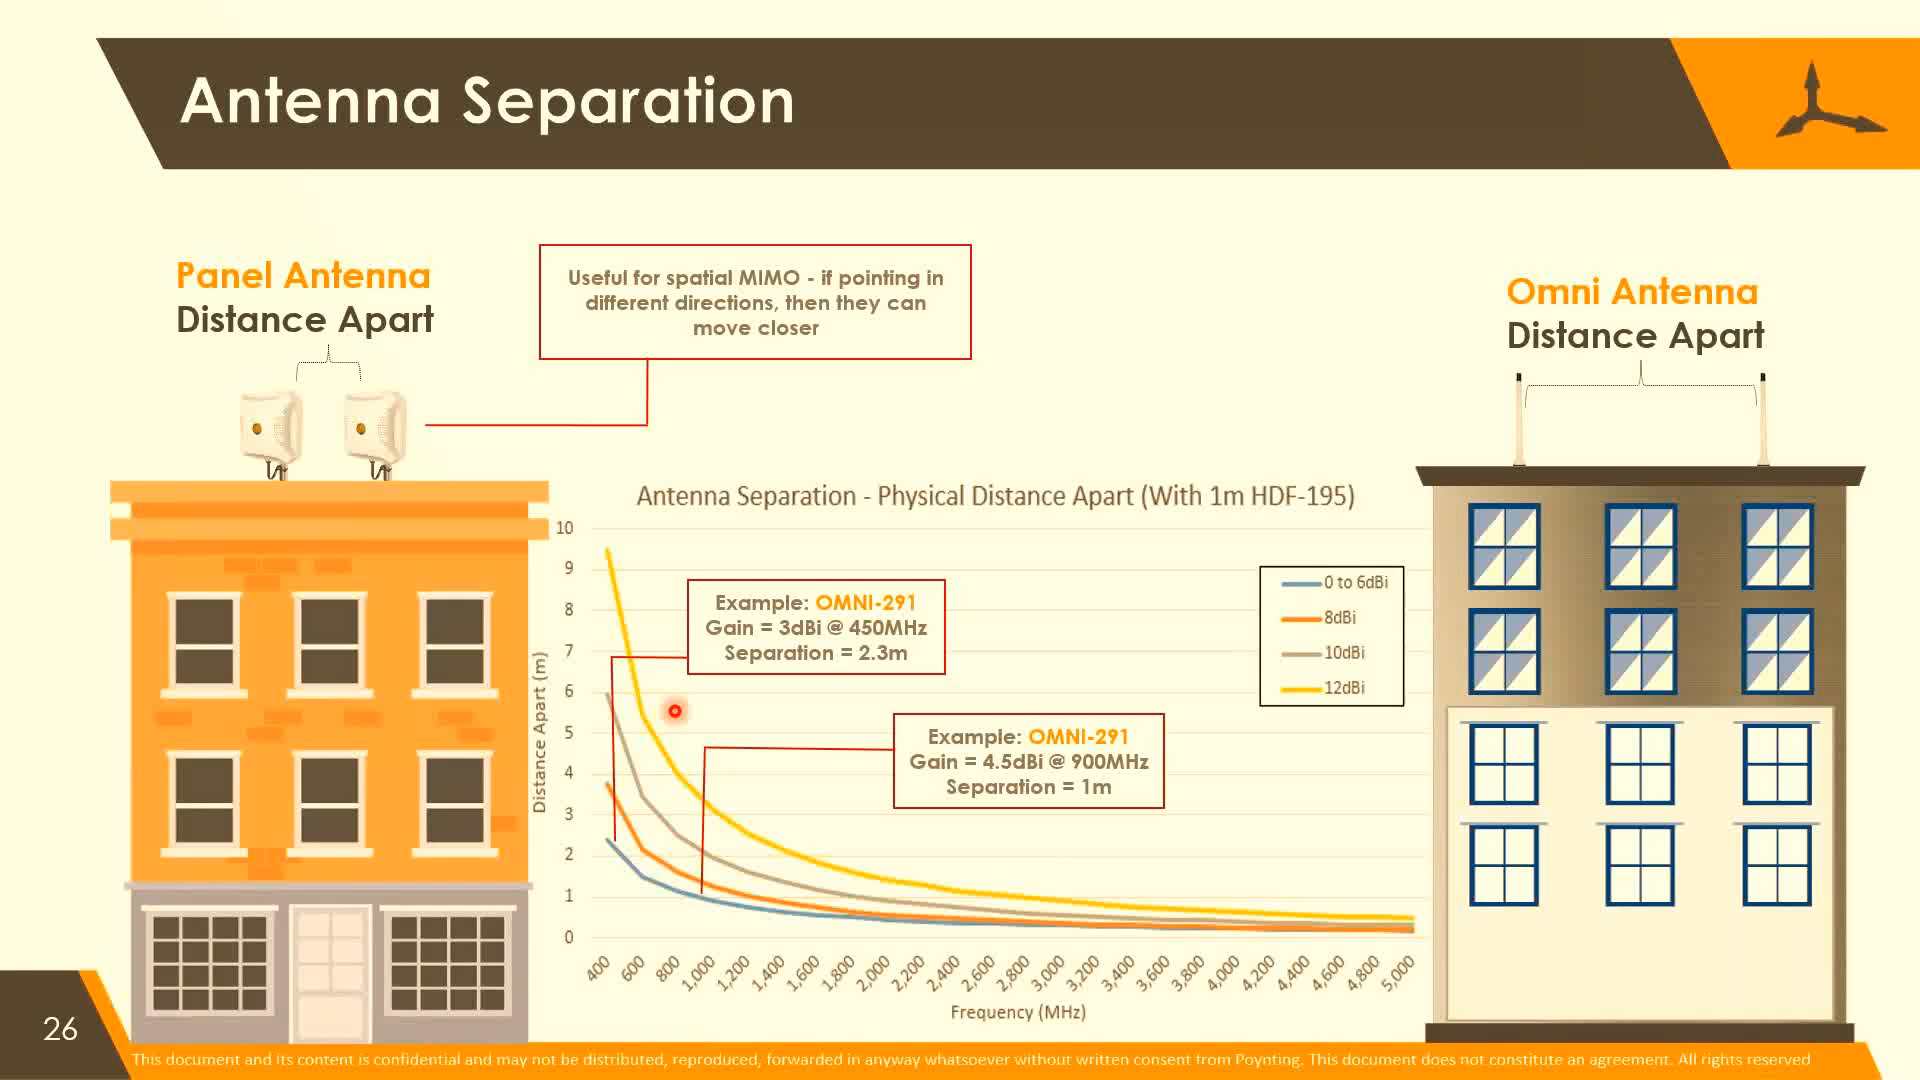 Antenna Separation
Panel Antenna
Distance Apart
Useful for spatial MIMO - if pointing in
different directions, then they can
move closer
Omni Antenna
Distance Apart
Antenna Separation - Physical Distance Apart (With 1m HDF-195)
10
9
8
7
6
5
4
3
2
1
0
Distance Apart (m)
0 to 6dBi
8dBi
10dBi
12dBi
Example: OMNI-291
Gain = 3dBi @ 450MHz
Separation = 2.3m
Example: OMNI-291
Gain = 4.5dBi @ 900MHz
Separation = 1m
400
600
800
1,000
1,200
1,400
1,600
1,800
2,000
2,200
2,400
2,600
2,800
3,000
3,200
3,400
3,600
3,800
4,000
4,200
4,400
4,600
4,800
5,000
Frequency (MHz)
26
This document and its content is confidential and may not be distributed, reproduced, forwarded in anyway whatsoever without written consent from Poynting. This document does not constitute an agreement. All rights reserved